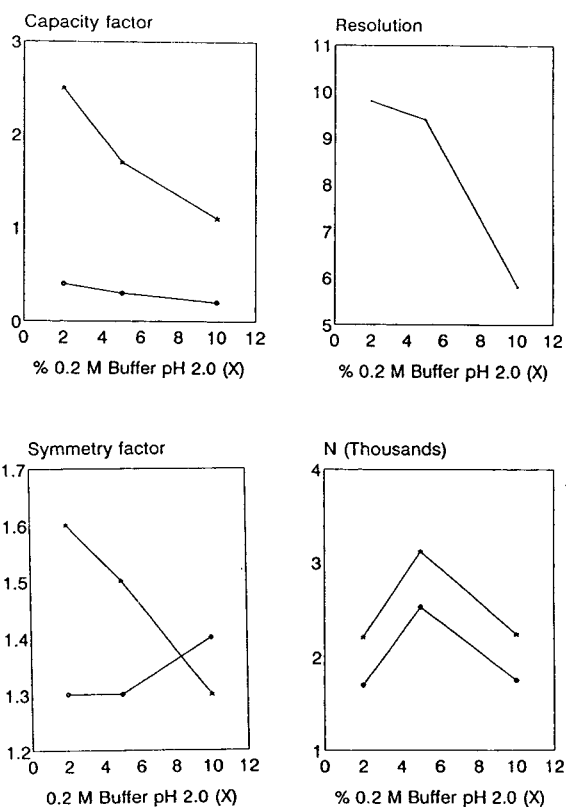 Capacity factor
3
2
1
0
0 2 4 6 8 10 12
% 0.2 M Buffer pH 2.0 (X)
Resolution
11
10
9
8
7
6
5
0 2 4 6 8 10 12
% 0.2 M Buffer pH 2.0 (X)
Symmetry factor
1.7
1.6
1.5
1.4
1.3
1.2
0 2 4 6 8 10 12
0.2 M Buffer pH 2.0 (X)
N (Thousands)
4
3
2
1
0 2 4 6 8 10 12
% 0.2 M Buffer pH 2.0 (X)